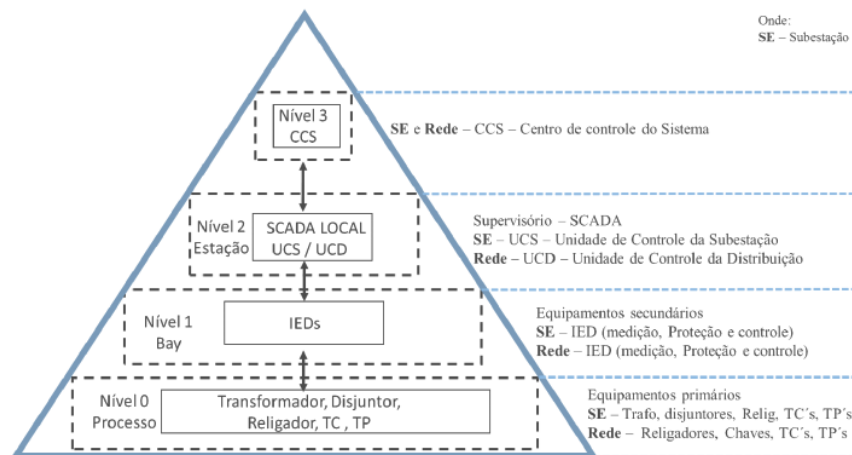 Onde:
SE – Subestação
Nível 3
CCS
SE e Rede – CCS – Centro de controle do Sistema
Nível 2
Estação
SCADA LOCAL
UCS / UCD
Supervisório – SCADA
SE – UCS – Unidade de Controle da Subestação
Rede – UCD – Unidade de Controle da Distribuição
Nível 1
Bay
IEDs
Equipamentos secundários
SE – IED (medição, Proteção e controle)
Rede – IED (medição, Proteção e controle)
Nível 0
Processo
Transformador, Disjuntor,
Religador, TC , TP
Equipamentos primários
SE – Trafo, disjuntores, Relig, TC´s, TP´s
Rede – Religadores, Chaves, TC´s, TP´s